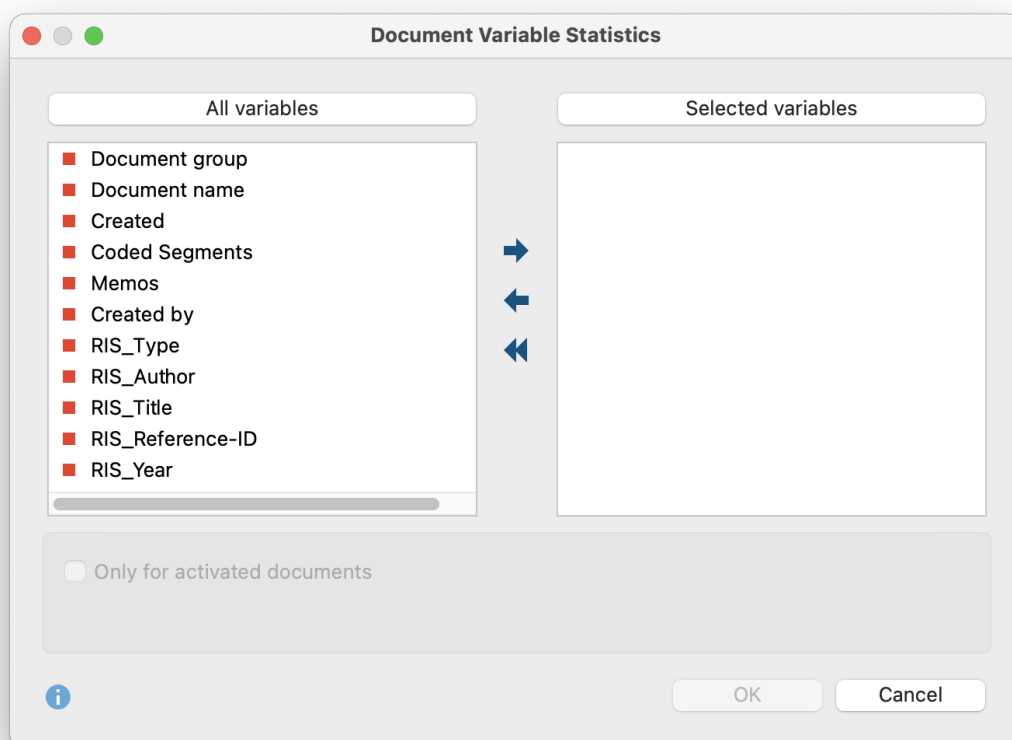 Document Variable Statistics
All variables
Selected variables
Document group
Document name
Created
Coded Segments
Memos
Created by
RIS_Type
RIS_Author
RIS_Title
RIS_Reference-ID
RIS_Year
Only for activated documents
OK
Cancel